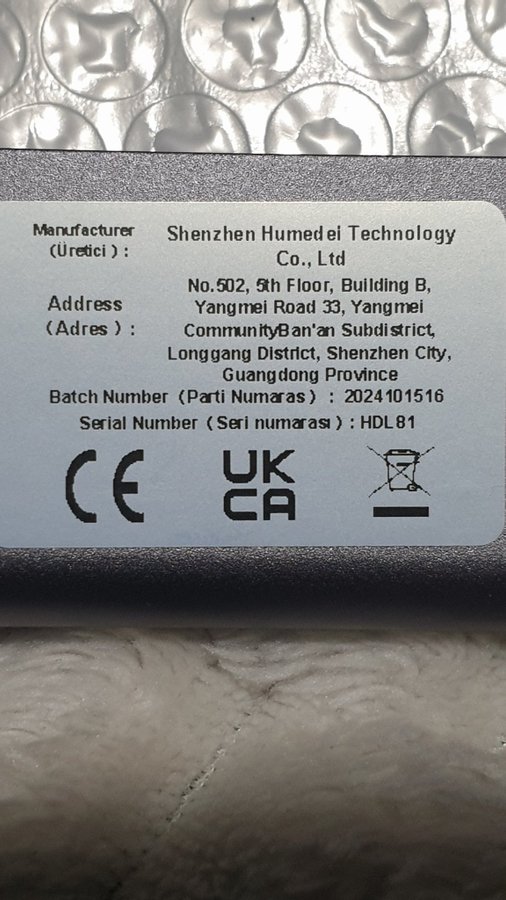 Manufacturer Shenzhen Humedei Technology
(Üretici ) : Co., Ltd
No.502, 5th Floor, Building B,
Address Yangmei Road 33, Yangmei
(Adres ) : CommunityBan'an Subdistrict,
Longgang District, Shenzhen City,
Guangdong Province
Batch Number (Parti Numaras) : 2024101516
Serial Number ( Seri numarası ) : HDL81
CE UK
CA